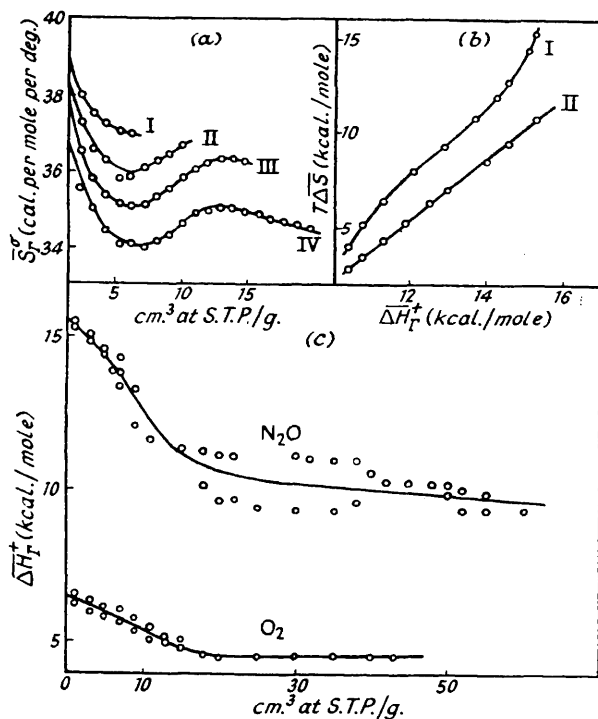 (a)
40
38
36
34
S̄Γσ (cal. per mole per deg.)
I
II
III
IV
5
10
15
cm.³ at S.T.P./g.
(b)
15
10
5
TΔS̄ (kcal./mole)
I
II
12
14
16
ΔH̄Γ† (kcal./mole)
(c)
15
10
5
ΔH̄Γ† (kcal./mole)
N₂O
O₂
0
10
30
50
cm.³ at S.T.P./g.